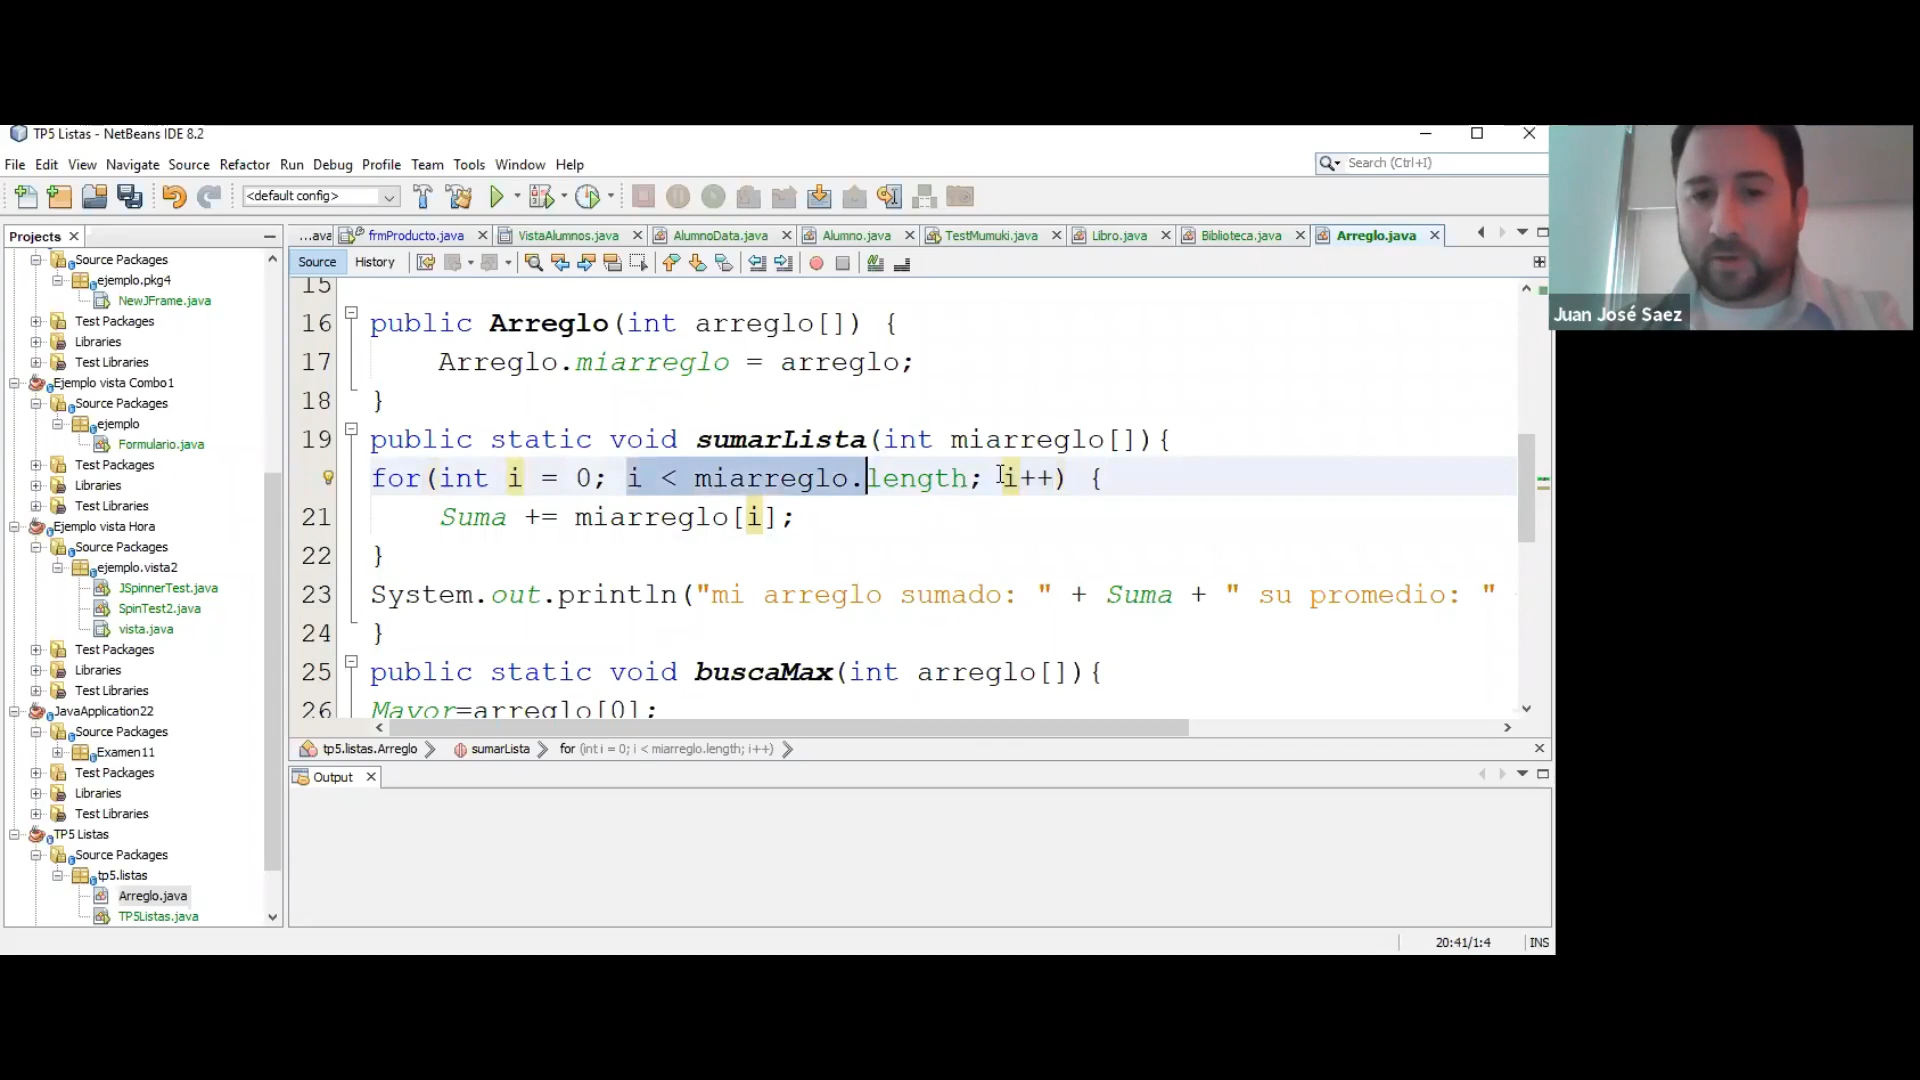 TP5 Listas - NetBeans IDE 8.2
File Edit View Navigate Source Refactor Run Debug Profile Team Tools Window Help
Search (Ctrl+I)
<default config>
Projects
...ava frmProducto.java VistaAlumnos.java AlumnoData.java Alumno.java TestMumuki.java Libro.java Biblioteca.java Arreglo.java
Source History
Source Packages
ejemplo.pkg4
NewJFrame.java
Test Packages
Libraries
Test Libraries
Ejemplo vista Combo1
Source Packages
ejemplo
Formulario.java
Test Packages
Libraries
Test Libraries
Ejemplo vista Hora
Source Packages
ejemplo.vista2
JSpinnerTest.java
SpinTest2.java
vista.java
Test Packages
Libraries
Test Libraries
JavaApplication22
Source Packages
Examen11
Test Packages
Libraries
Test Libraries
TP5 Listas
Source Packages
tp5.listas
Arreglo.java
TP5Listas.java
15
16 public Arreglo(int arreglo[]) {
17 Arreglo.miarreglo = arreglo;
18 }
19 public static void sumarLista(int miarreglo[]){
for(int i = 0; i < miarreglo.length; i++) {
21 Suma += miarreglo[i];
22 }
23 System.out.println("mi arreglo sumado: " + Suma + " su promedio: "
24 }
25 public static void buscaMax(int arreglo[]){
26 Mayor=arreglo[0];
tp5.listas.Arreglo sumarLista for (int i = 0; i < miarreglo.length; i++)
Output
20:41/1:4 INS
Juan José Saez